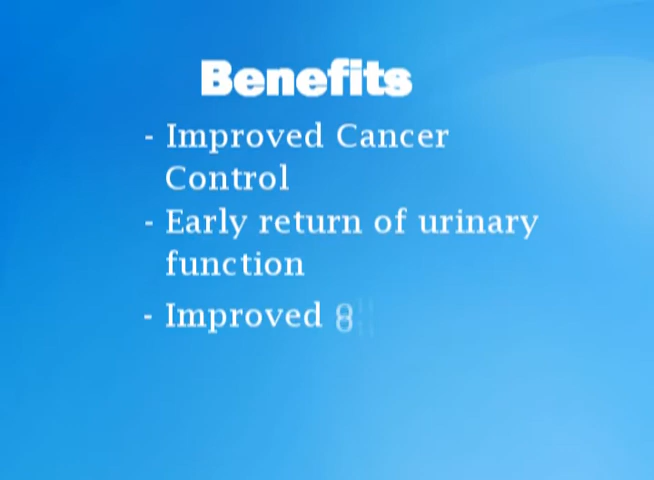 Benefits
- Improved Cancer
Control
- Early return of urinary
function
- Improved